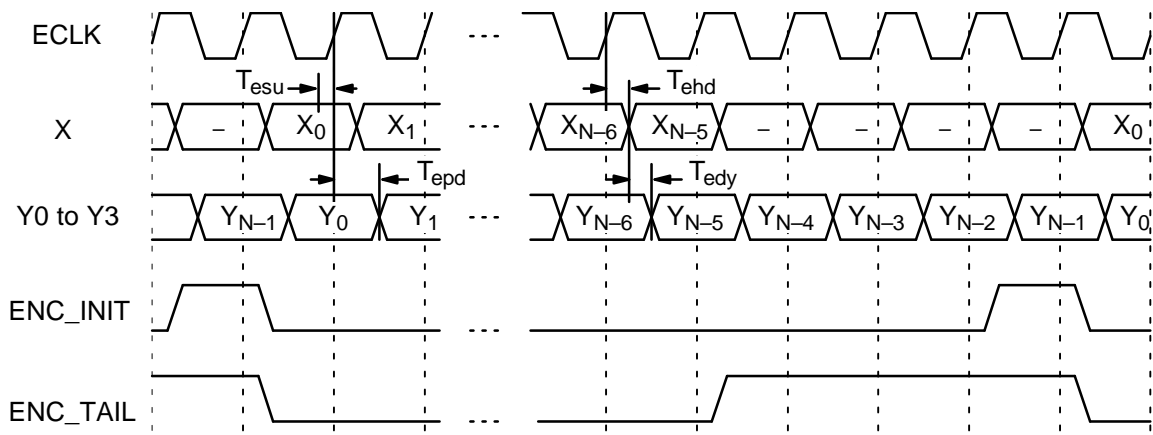 ECLK
T_esu
T_ehd
X
–
X_0
X_1
X_N–6
X_N–5
–
–
–
–
X_0
T_epd
T_edy
Y0 to Y3
Y_N–1
Y_0
Y_1
Y_N–6
Y_N–5
Y_N–4
Y_N–3
Y_N–2
Y_N–1
Y_0
ENC_INIT
ENC_TAIL